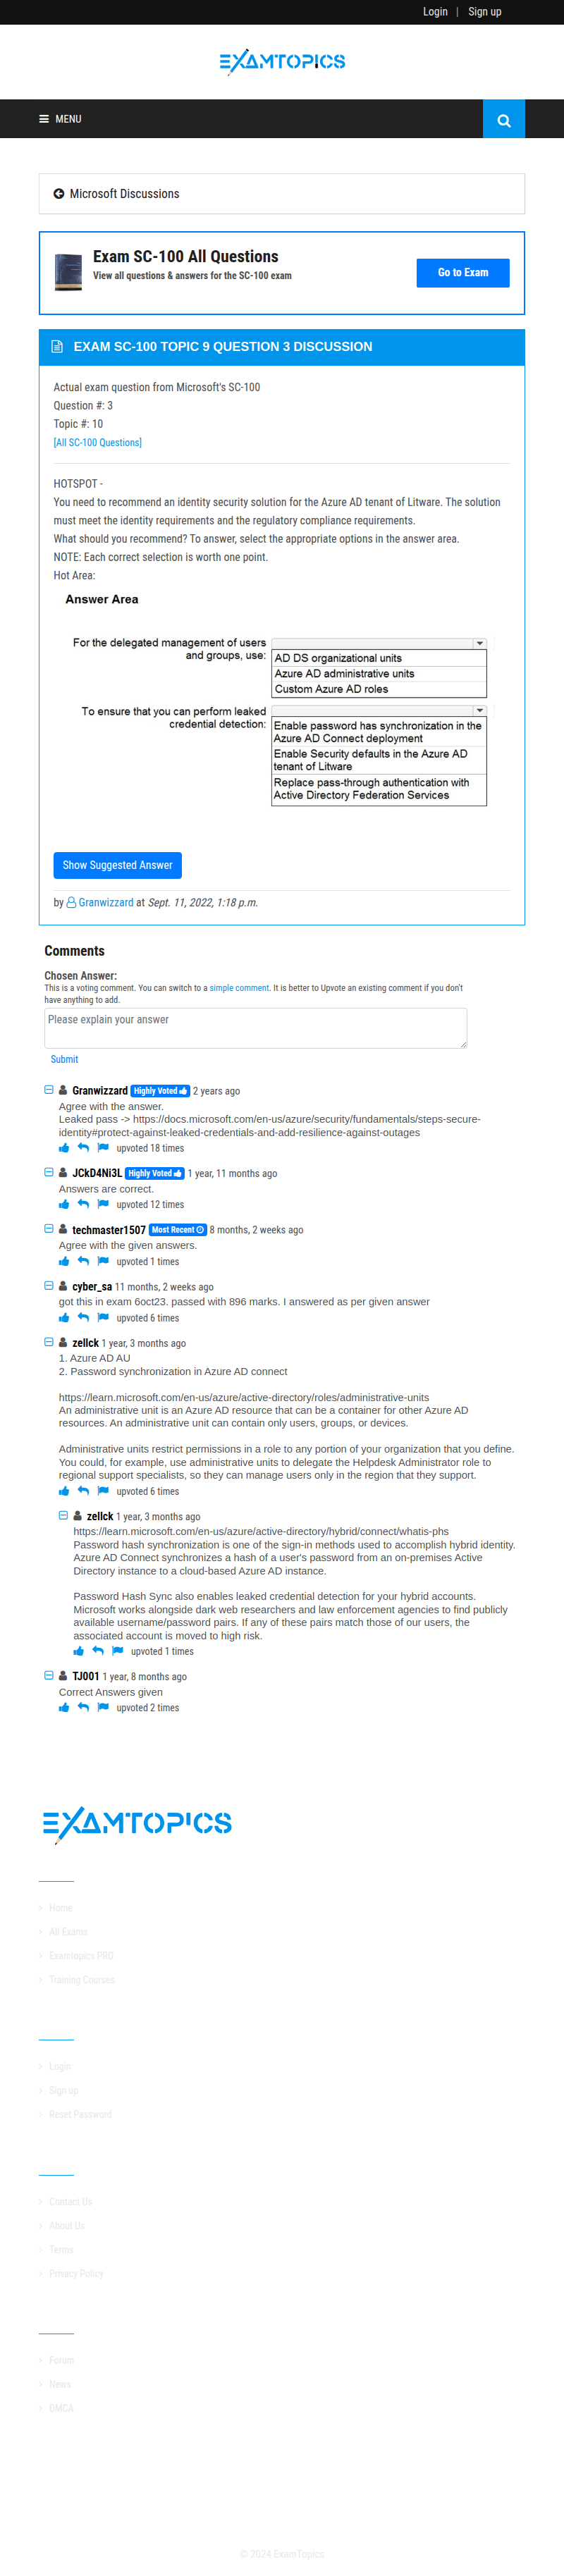 Login | Sign up
EXAMTOPICS
MENU
Microsoft Discussions
Exam SC-100 All Questions
View all questions & answers for the SC-100 exam
Go to Exam
EXAM SC-100 TOPIC 9 QUESTION 3 DISCUSSION
Actual exam question from Microsoft's SC-100
Question #: 3
Topic #: 10
[All SC-100 Questions]
HOTSPOT -
You need to recommend an identity security solution for the Azure AD tenant of Litware. The solution
must meet the identity requirements and the regulatory compliance requirements.
What should you recommend? To answer, select the appropriate options in the answer area.
NOTE: Each correct selection is worth one point.
Hot Area:
Answer Area
For the delegated management of users
and groups, use:
AD DS organizational units
Azure AD administrative units
Custom Azure AD roles
To ensure that you can perform leaked
credential detection:
Enable password has synchronization in the
Azure AD Connect deployment
Enable Security defaults in the Azure AD
tenant of Litware
Replace pass-through authentication with
Active Directory Federation Services
Show Suggested Answer
by Granwizzard at Sept. 11, 2022, 1:18 p.m.
Comments
Chosen Answer:
This is a voting comment. You can switch to a simple comment. It is better to Upvote an existing comment if you don't
have anything to add.
Please explain your answer
Submit
Granwizzard Highly Voted 2 years ago
Agree with the answer.
Leaked pass -> https://docs.microsoft.com/en-us/azure/security/fundamentals/steps-secure-
identity#protect-against-leaked-credentials-and-add-resilience-against-outages
upvoted 18 times
JCkD4Ni3L Highly Voted 1 year, 11 months ago
Answers are correct.
upvoted 12 times
techmaster1507 Most Recent 8 months, 2 weeks ago
Agree with the given answers.
upvoted 1 times
cyber_sa 11 months, 2 weeks ago
got this in exam 6oct23. passed with 896 marks. I answered as per given answer
upvoted 6 times
zellck 1 year, 3 months ago
1. Azure AD AU
2. Password synchronization in Azure AD connect
https://learn.microsoft.com/en-us/azure/active-directory/roles/administrative-units
An administrative unit is an Azure AD resource that can be a container for other Azure AD
resources. An administrative unit can contain only users, groups, or devices.
Administrative units restrict permissions in a role to any portion of your organization that you define.
You could, for example, use administrative units to delegate the Helpdesk Administrator role to
regional support specialists, so they can manage users only in the region that they support.
upvoted 6 times
zellck 1 year, 3 months ago
https://learn.microsoft.com/en-us/azure/active-directory/hybrid/connect/whatis-phs
Password hash synchronization is one of the sign-in methods used to accomplish hybrid identity.
Azure AD Connect synchronizes a hash of a user's password from an on-premises Active
Directory instance to a cloud-based Azure AD instance.
Password Hash Sync also enables leaked credential detection for your hybrid accounts.
Microsoft works alongside dark web researchers and law enforcement agencies to find publicly
available username/password pairs. If any of these pairs match those of our users, the
associated account is moved to high risk.
upvoted 1 times
TJ001 1 year, 8 months ago
Correct Answers given
upvoted 2 times
EXAMTOPICS
Home
All Exams
Examtopics PRO
Training Courses
Login
Sign up
Reset Password
Contact Us
About Us
Terms
Privacy Policy
Forum
News
DMCA
© 2024 ExamTopics